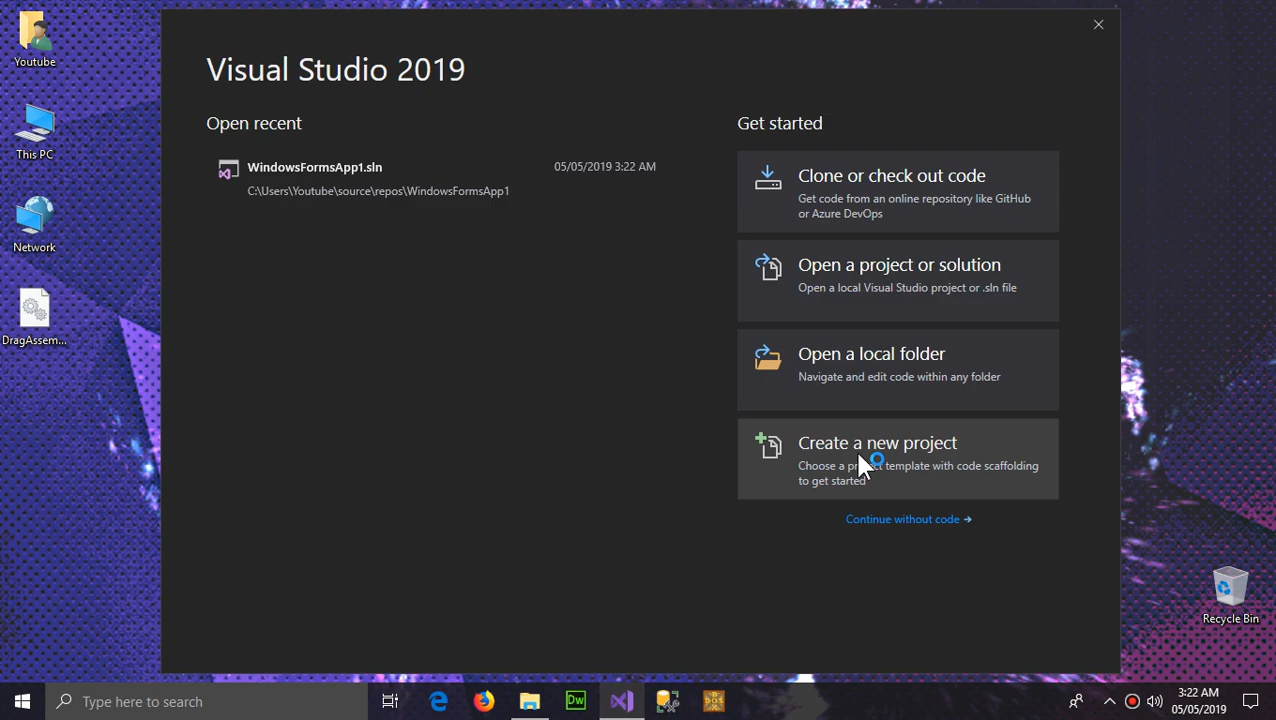 Youtube
This PC
Network
DragAssem...
Visual Studio 2019
Open recent
WindowsFormsApp1.sln
05/05/2019 3:22 AM
C:\Users\Youtube\source\repos\WindowsFormsApp1
Get started
Clone or check out code
Get code from an online repository like GitHub
or Azure DevOps
Open a project or solution
Open a local Visual Studio project or .sln file
Open a local folder
Navigate and edit code within any folder
Create a new project
Choose a project template with code scaffolding
to get started
Continue without code →
Recycle Bin
Type here to search
Dw
DOS
3:22 AM
05/05/2019